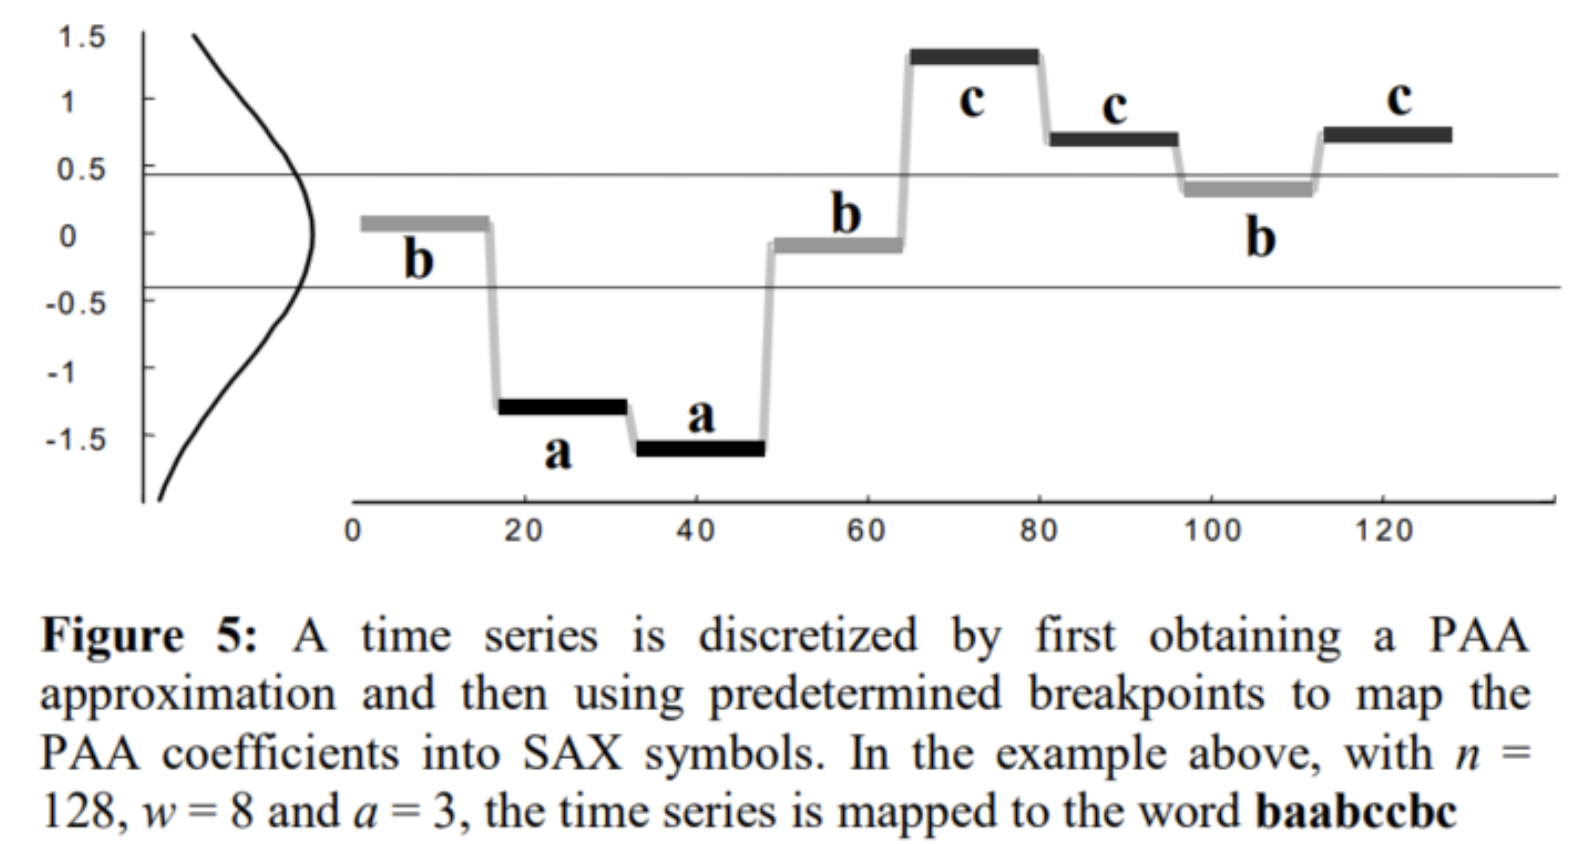 1.5
1
0.5
0
-0.5
-1
-1.5
b
a
a
b
c
c
b
c
0 20 40 60 80 100 120
Figure 5: A time series is discretized by first obtaining a PAA
approximation and then using predetermined breakpoints to map the
PAA coefficients into SAX symbols. In the example above, with n =
128, w = 8 and a = 3, the time series is mapped to the word baabccbc